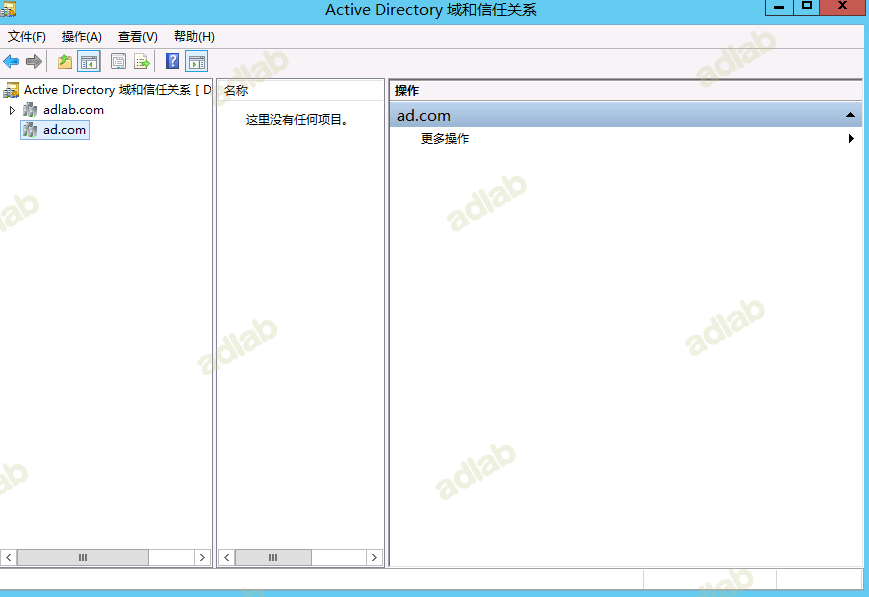 Active Directory 域和信任关系
文件(F) 操作(A) 查看(V) 帮助(H)
Active Directory 域和信任关系 [ D
adlab.com
ad.com
名称
这里没有任何项目。
操作
ad.com
更多操作
adlab
adlab
adlab
lab
adlab
adlab
adlab
ab
adlab